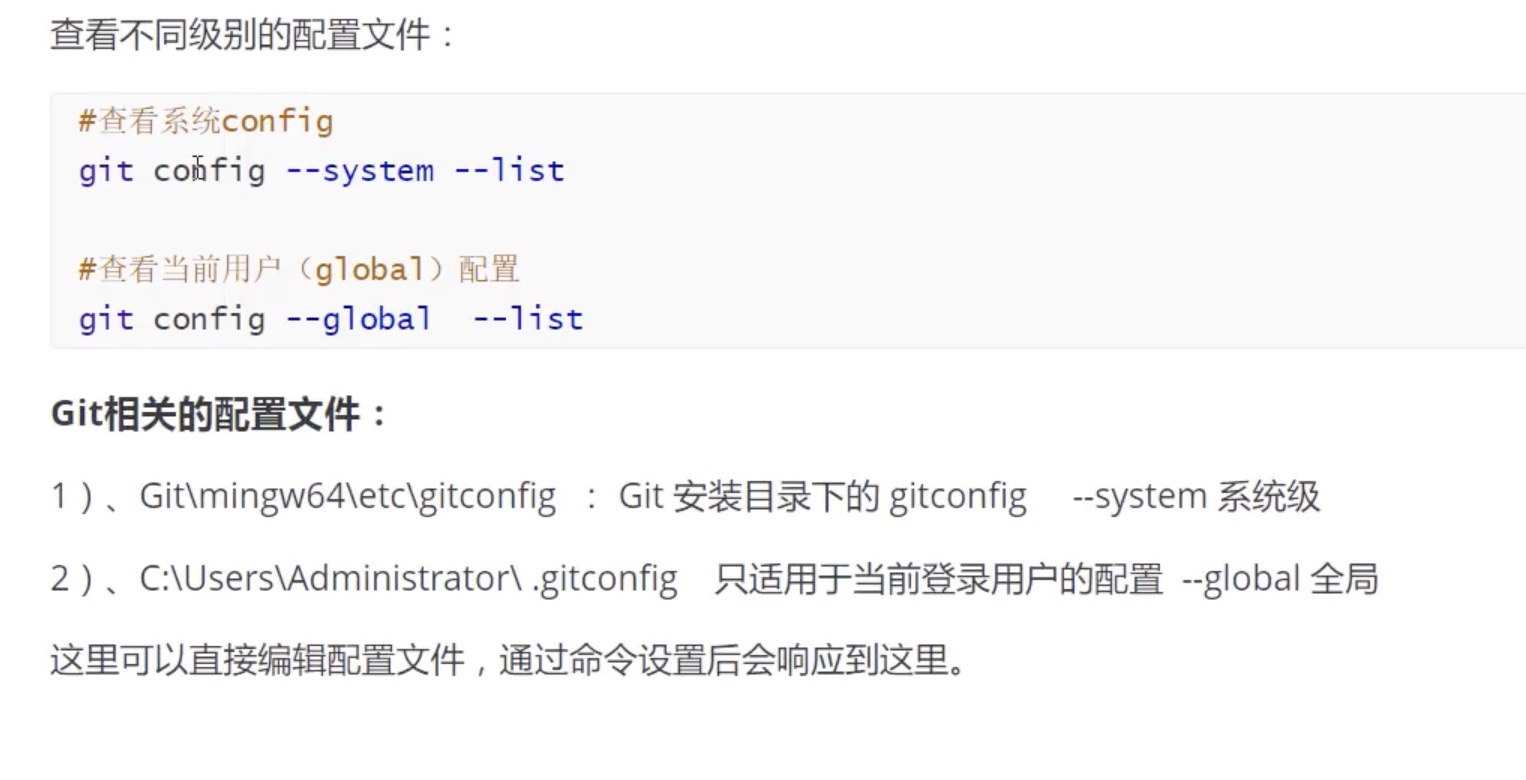 查看不同级别的配置文件：
#查看系统config
git config --system --list
#查看当前用户（global）配置
git config --global  --list
Git相关的配置文件：
1）、Git\mingw64\etc\gitconfig ：Git 安装目录下的 gitconfig --system 系统级
2）、C:\Users\Administrator\ .gitconfig 只适用于当前登录用户的配置 --global 全局
这里可以直接编辑配置文件，通过命令设置后会响应到这里。